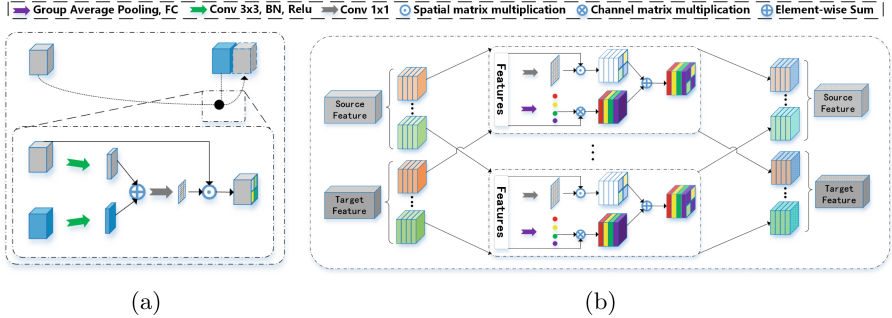 Group Average Pooling, FC Conv 3x3, BN, Relu Conv 1x1 Spatial matrix multiplication Channel matrix multiplication Element-wise Sum
Source
Feature
Target
Feature
Features
Features
Source
Feature
Target
Feature
(a)
(b)